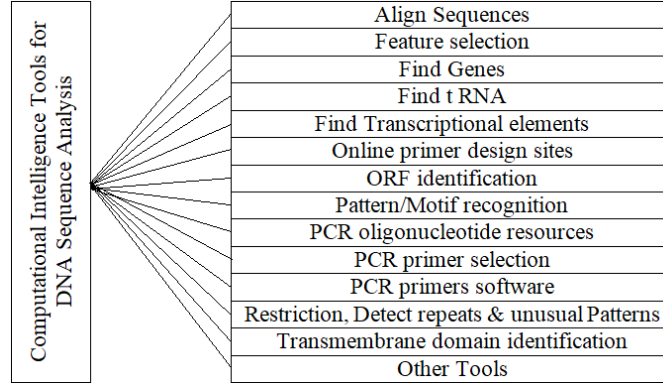 Computational Intelligence Tools for
DNA Sequence Analysis
Align Sequences
Feature selection
Find Genes
Find t RNA
Find Transcriptional elements
Online primer design sites
ORF identification
Pattern/Motif recognition
PCR oligonucleotide resources
PCR primer selection
PCR primers software
Restriction, Detect repeats & unusual Patterns
Transmembrane domain identification
Other Tools